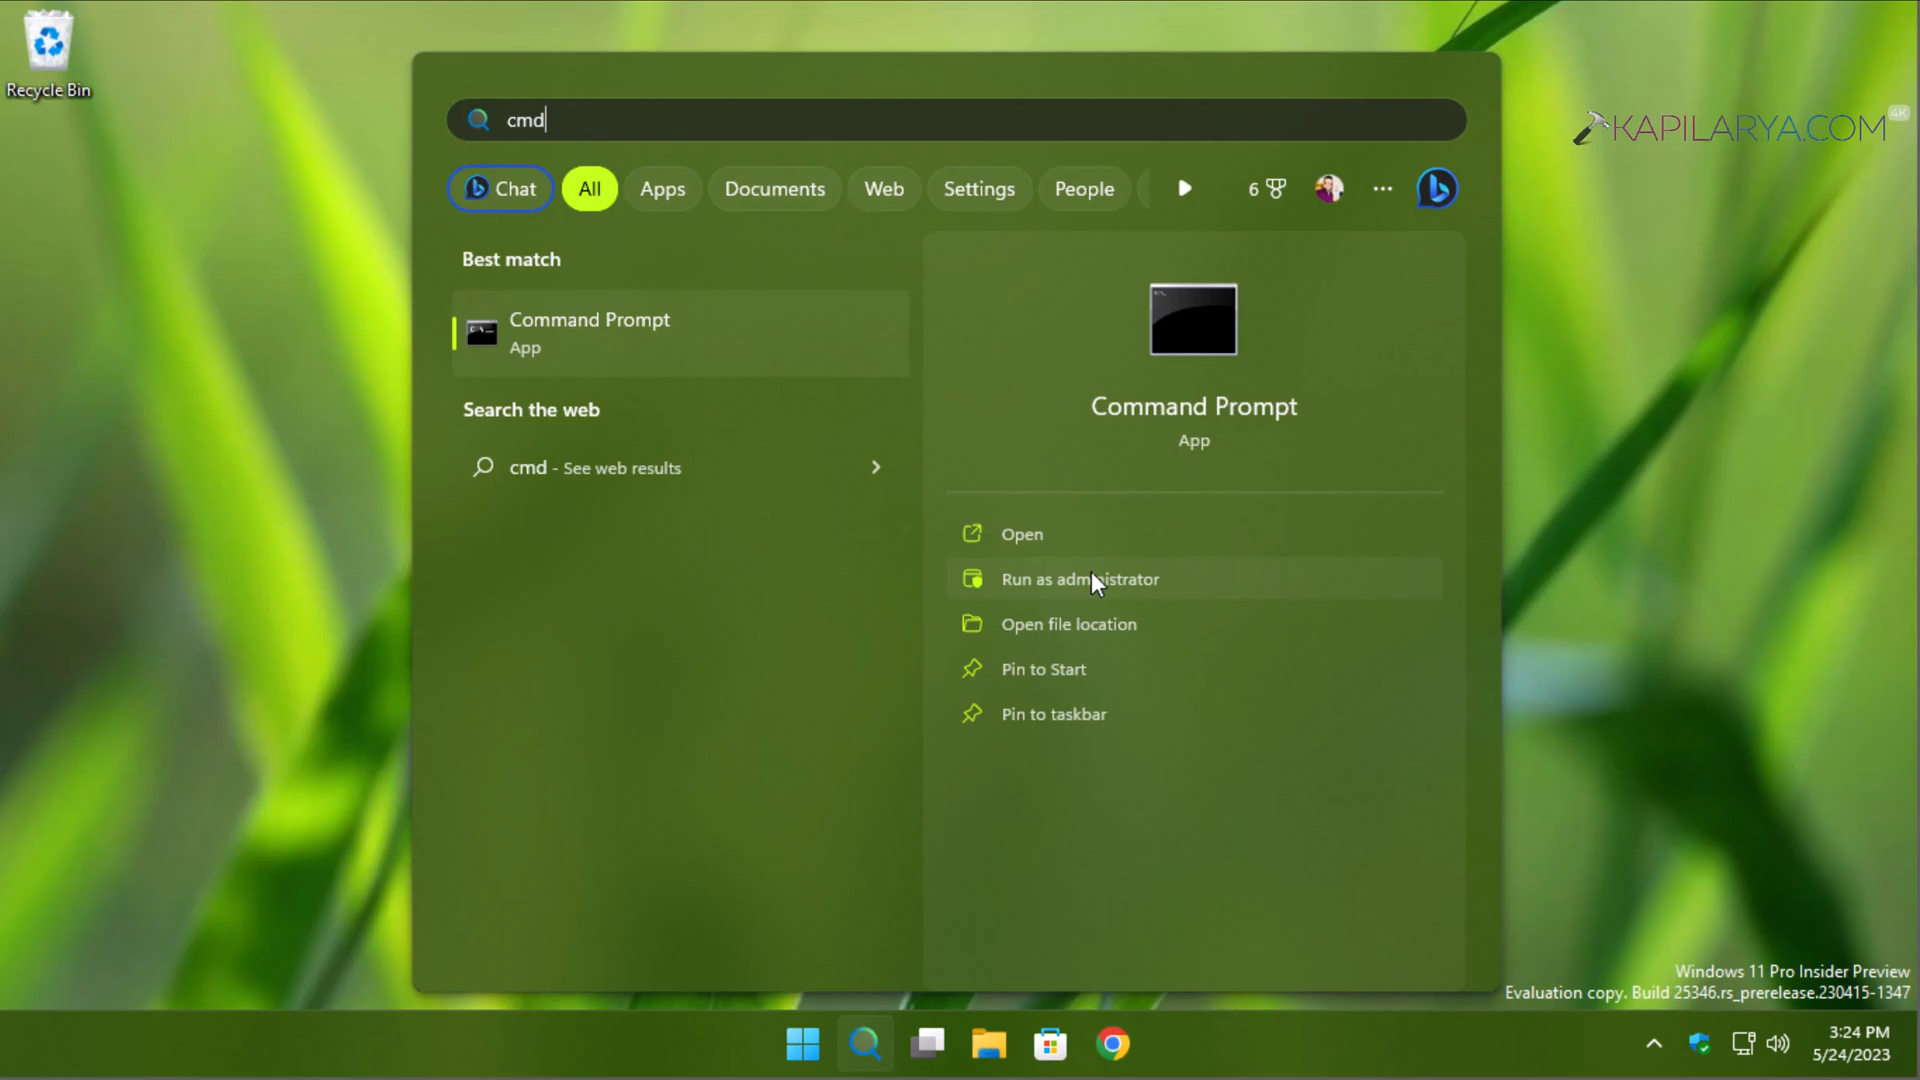 Recycle Bin
cmd
KAPILARYA.COM
4K
Chat
All
Apps
Documents
Web
Settings
People
6
Best match
Command Prompt
App
Search the web
cmd - See web results
Command Prompt
App
Open
Run as administrator
Open file location
Pin to Start
Pin to taskbar
Windows 11 Pro Insider Preview
Evaluation copy. Build 25346.rs_prerelease.230415-1347
3:24 PM
5/24/2023